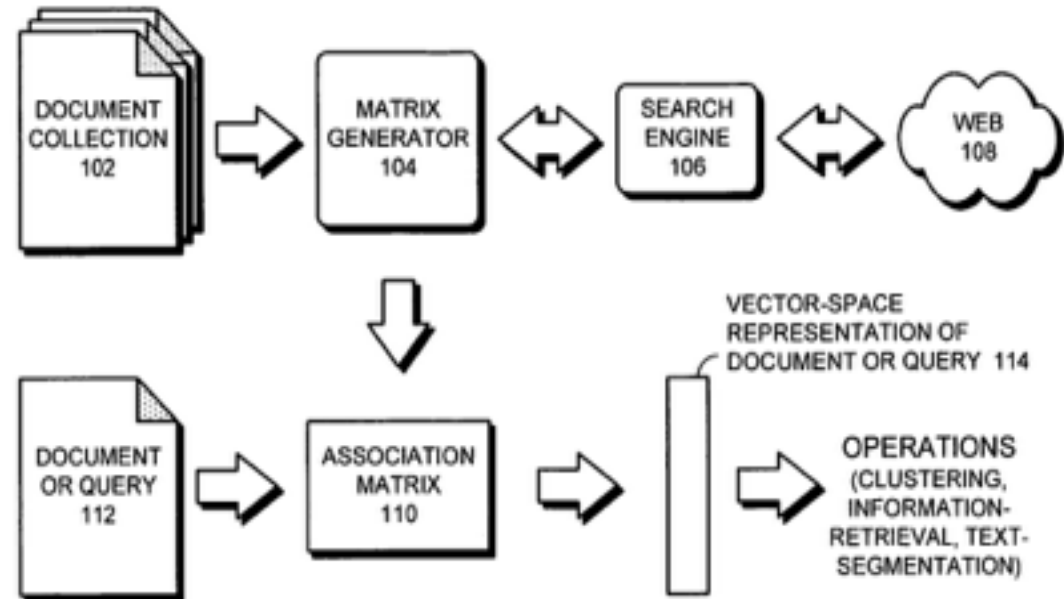 DOCUMENT
COLLECTION
102
MATRIX
GENERATOR
104
SEARCH
ENGINE
106
WEB
108
VECTOR-SPACE
REPRESENTATION OF
DOCUMENT OR QUERY 114
DOCUMENT
OR QUERY
112
ASSOCIATION
MATRIX
110
OPERATIONS
(CLUSTERING,
INFORMATION-
RETRIEVAL, TEXT-
SEGMENTATION)